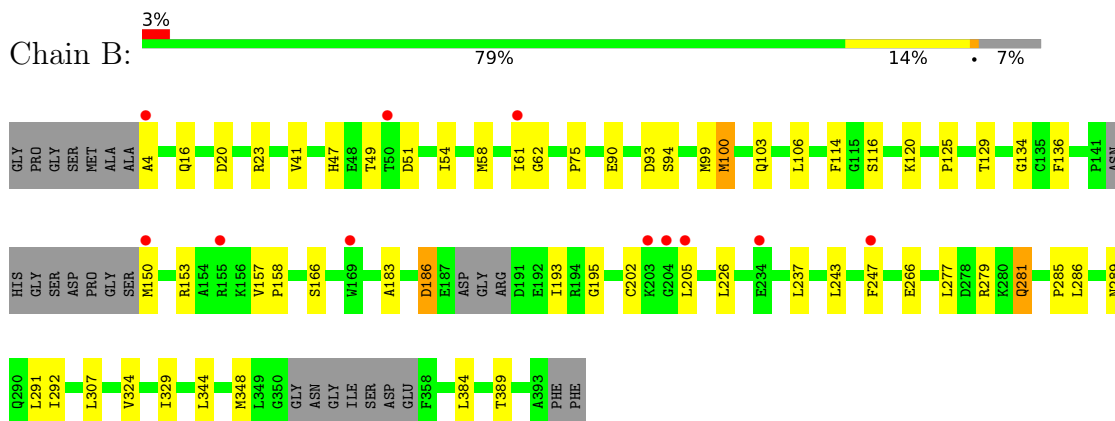 3%
Chain B:
79% 14% • 7%
GLY PRO GLY SER MET ALA ALA A4 Q16 D20 R23 V41 H47 E48 T49 T50 D51 I54 M58 I61 G62 P75 E90 D93 S94 M99 M100 Q103 L106 F114 G115 S116 K120 P125 T129 G134 C135 F136 P141 ASN
HIS GLY SER ASP PRO GLY SER M150 R153 A154 R155 K156 V157 P158 S166 W169 A183 D186 E187 ASP GLY ARG D191 E192 I193 R194 G195 C202 K203 G204 L205 L226 E234 L237 L243 F247 E266 L277 D278 R279 K280 Q281 P285 L286
Q290 L291 I292 L307 V324 I329 L344 M348 L349 G350 GLY ASN GLY ILE SER ASP GLU F358 L384 T389 A393 PHE PHE